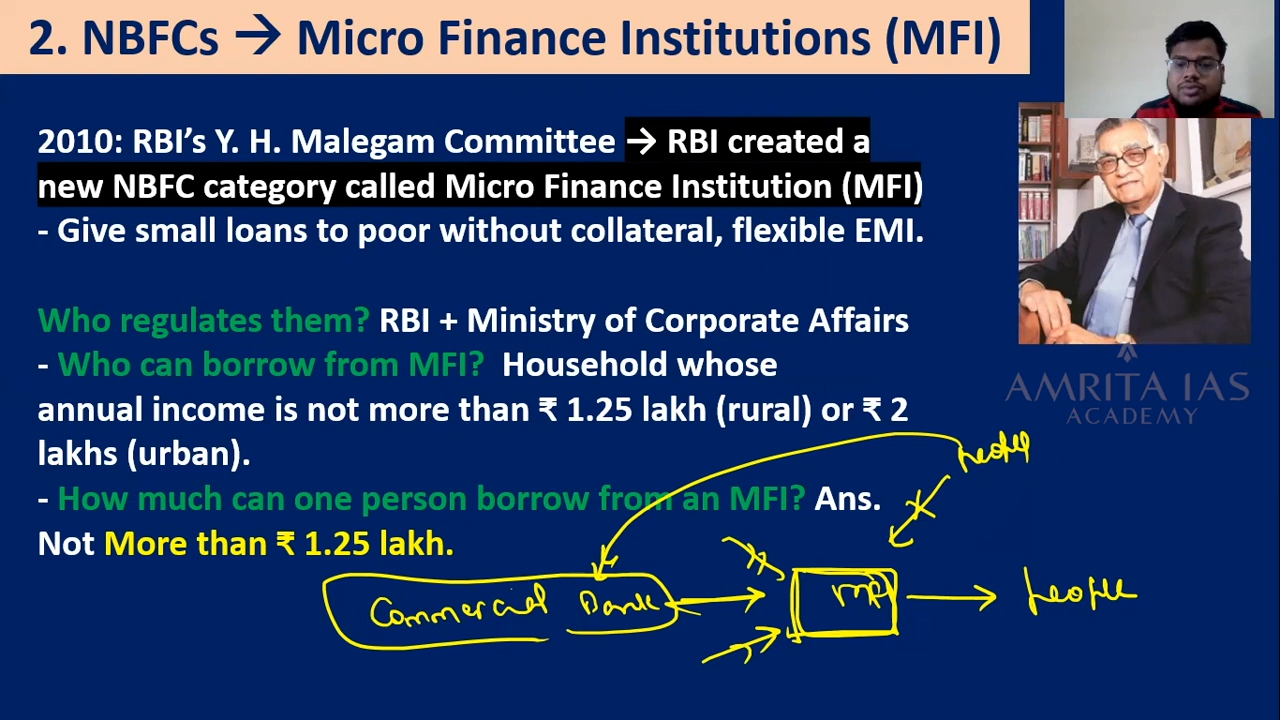 2. NBFCs → Micro Finance Institutions (MFI)
2010: RBI’s Y. H. Malegam Committee → RBI created a
new NBFC category called Micro Finance Institution (MFI)
- Give small loans to poor without collateral, flexible EMI.
Who regulates them? RBI + Ministry of Corporate Affairs
- Who can borrow from MFI?  Household whose
annual income is not more than ₹ 1.25 lakh (rural) or ₹ 2
lakhs (urban).
- How much can one person borrow from an MFI? Ans.
Not More than ₹ 1.25 lakh.
AMRITA IAS
ACADEMY
people
Commercial Bank
MFI
people